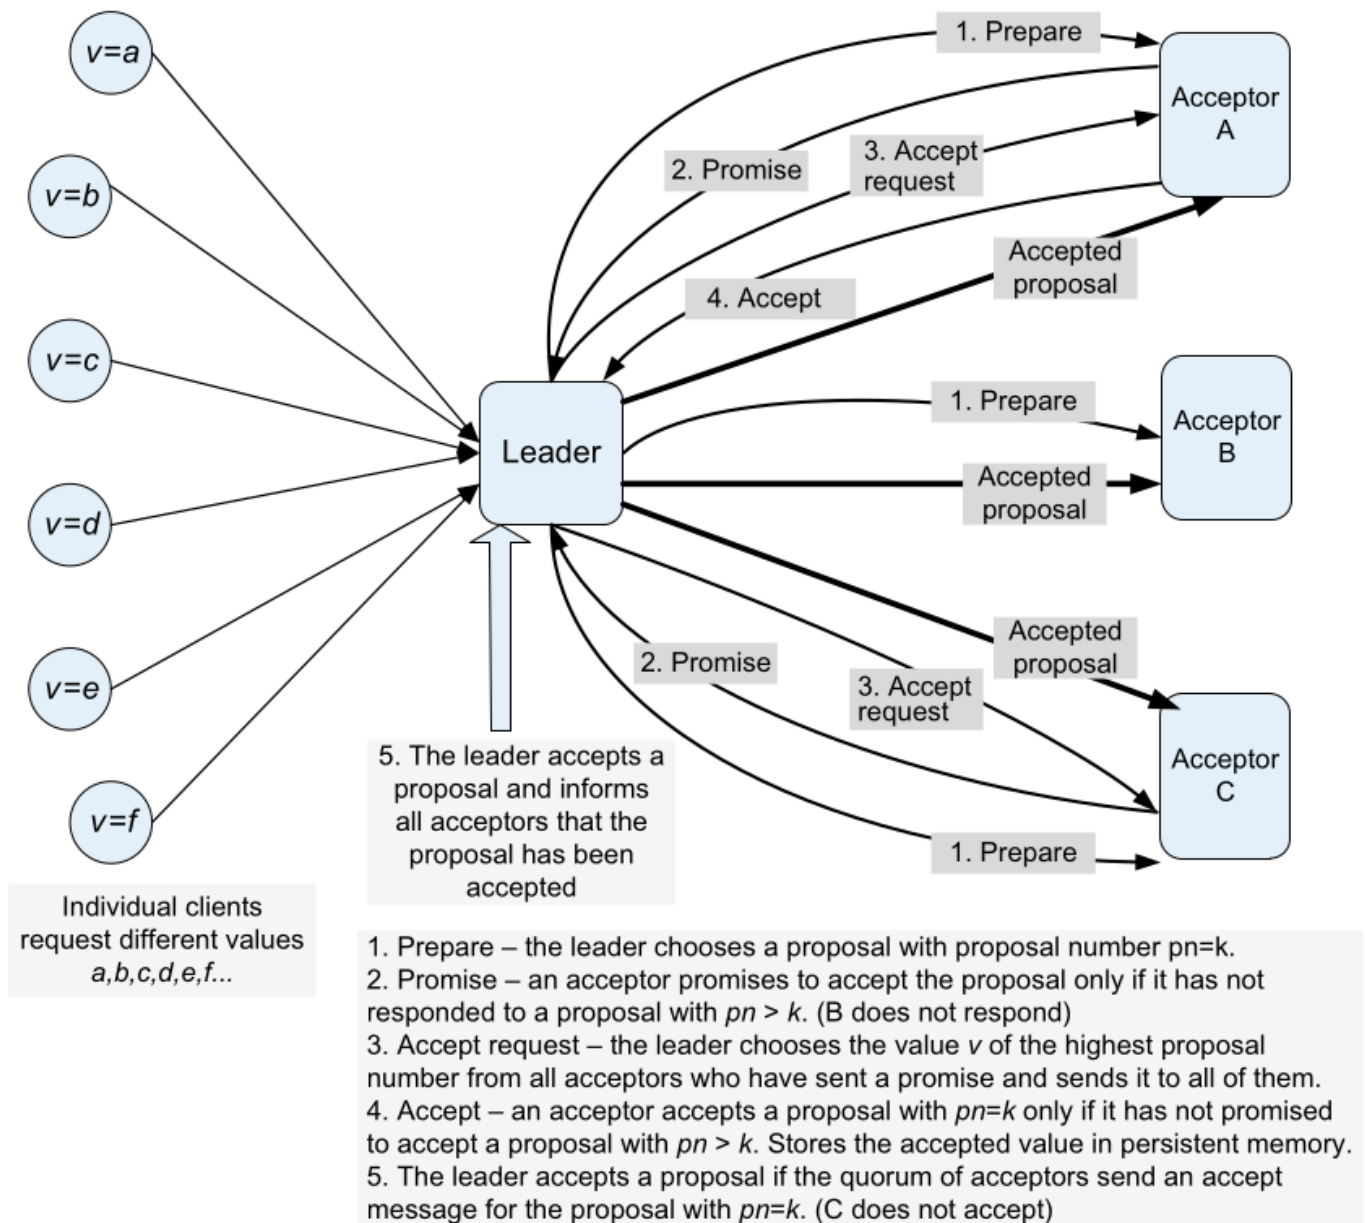 v=a
v=b
v=c
v=d
v=e
v=f
Individual clients
request different values
a,b,c,d,e,f...
Leader
1. Prepare
2. Promise
3. Accept
request
4. Accept
Accepted
proposal
Acceptor
A
1. Prepare
Accepted
proposal
Acceptor
B
Accepted
proposal
2. Promise
3. Accept
request
1. Prepare
Acceptor
C
5. The leader accepts a
proposal and informs
all acceptors that the
proposal has been
accepted
1. Prepare – the leader chooses a proposal with proposal number pn=k.
2. Promise – an acceptor promises to accept the proposal only if it has not
responded to a proposal with pn > k. (B does not respond)
3. Accept request – the leader chooses the value v of the highest proposal
number from all acceptors who have sent a promise and sends it to all of them.
4. Accept – an acceptor accepts a proposal with pn=k only if it has not promised
to accept a proposal with pn > k. Stores the accepted value in persistent memory.
5. The leader accepts a proposal if the quorum of acceptors send an accept
message for the proposal with pn=k. (C does not accept)